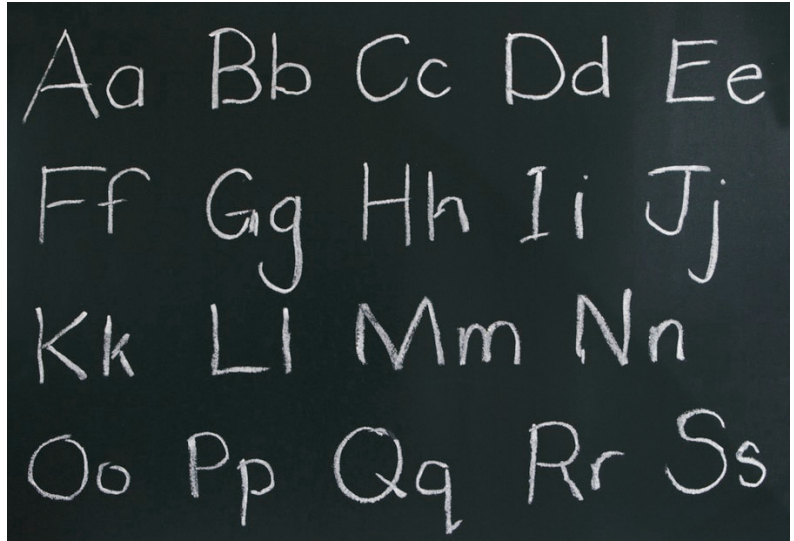 Aa Bb Cc Dd Ee
Ff Gg Hh Ii Jj
Kk Ll Mm Nn
Oo Pp Qq Rr Ss